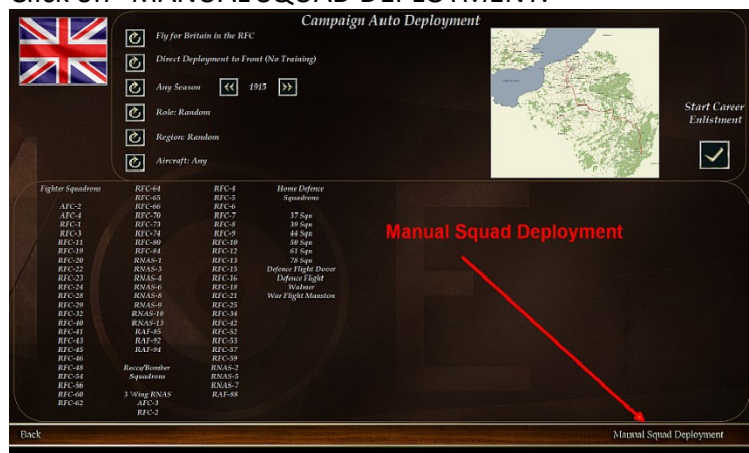 Click on "MANUAL SQUAD DEPLOYMENT."
Campaign Auto Deployment
Fly for Britain in the RFC
Direct Deployment to Front (No Training)
Any Season
1915
Role: Random
Region: Random
Aircraft: Any
Start Career
Enlistment
Fighter Squadrons
AFC-2
AFC-4
RFC-1
RFC-3
RFC-11
RFC-19
RFC-20
RFC-22
RFC-23
RFC-24
RFC-28
RFC-29
RFC-32
RFC-40
RFC-41
RFC-43
RFC-45
RFC-46
RFC-48
RFC-54
RFC-56
RFC-60
RFC-62
RFC-64
RFC-65
RFC-66
RFC-70
RFC-73
RFC-74
RFC-80
RFC-84
RNAS-1
RNAS-3
RNAS-4
RNAS-6
RNAS-8
RNAS-9
RNAS-10
RNAS-13
RAF-85
RAF-92
RAF-94
Recce/Bomber
Squadrons
3 Wing RNAS
AFC-3
RFC-2
RFC-4
RFC-5
RFC-6
RFC-7
RFC-8
RFC-9
RFC-10
RFC-12
RFC-13
RFC-15
RFC-16
RFC-18
RFC-21
RFC-25
RFC-34
RFC-42
RFC-52
RFC-53
RFC-57
RFC-59
RNAS-2
RNAS-5
RNAS-7
RAF-88
Home Defence
Squadrons
37 Sqn
39 Sqn
44 Sqn
50 Sqn
61 Sqn
78 Sqn
Defence Flight Dover
Defence Flight
Walmer
War Flight Manston
Manual Squad Deployment
Back
Manual Squad Deployment